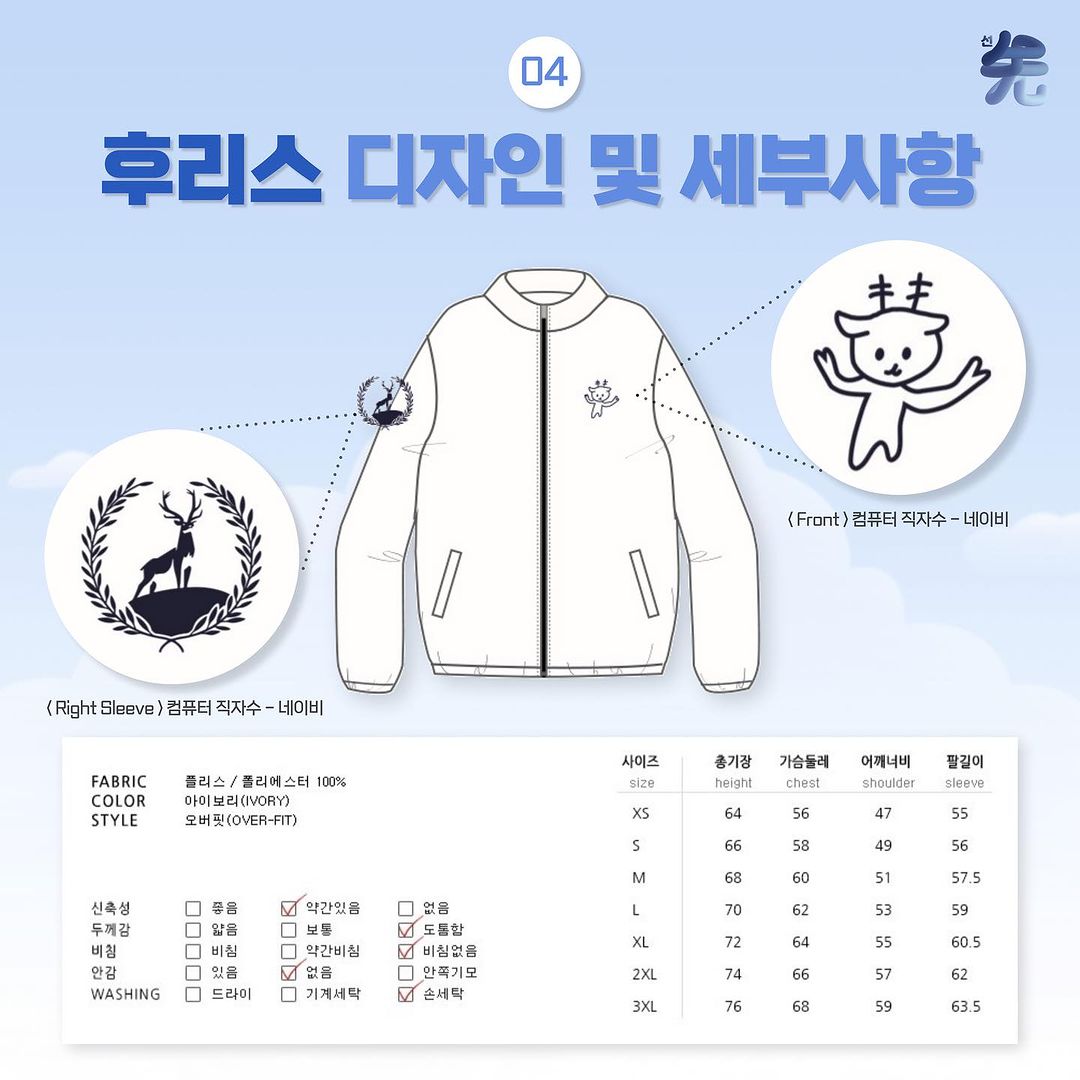 04
선
先
후리스 디자인 및 세부사항
⟨ Front ⟩ 컴퓨터 직자수 - 네이비
⟨ Right Sleeve ⟩ 컴퓨터 직자수 - 네이비
FABRIC 플리스 / 폴리에스터 100%
COLOR 아이보리(IVORY)
STYLE 오버핏(OVER-FIT)
신축성 좋음 약간있음 없음
두께감 얇음 보통 도톰함
비침 비침 약간비침 비침없음
안감 있음 없음 안쪽기모
WASHING 드라이 기계세탁 손세탁
사이즈 총기장 가슴둘레 어깨너비 팔길이
size height chest shoulder sleeve
XS 64 56 47 55
S 66 58 49 56
M 68 60 51 57.5
L 70 62 53 59
XL 72 64 55 60.5
2XL 74 66 57 62
3XL 76 68 59 63.5